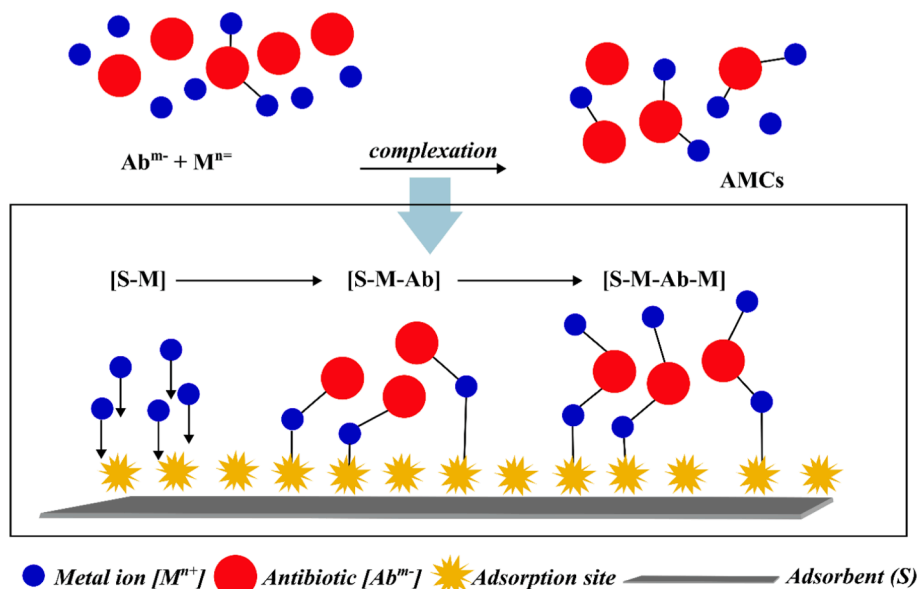 Ab^m- + M^n=
complexation
AMCs
[S-M]
[S-M-Ab]
[S-M-Ab-M]
Metal ion [M^n+]
Antibiotic [Ab^m-]
Adsorption site
Adsorbent (S)